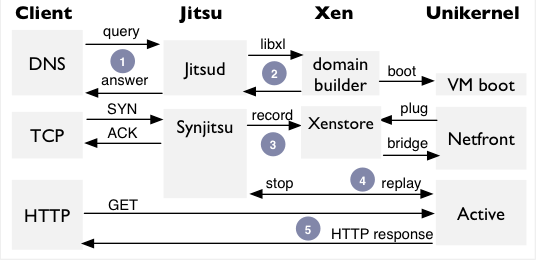 Client Jitsu Xen Unikernel
query
libxl
DNS
1
Jitsud
2
domain
builder
boot
VM boot
answer
SYN
TCP
ACK
Synjitsu
record
3
Xenstore
plug
bridge
Netfront
stop
4
replay
HTTP
GET
Active
5
HTTP response